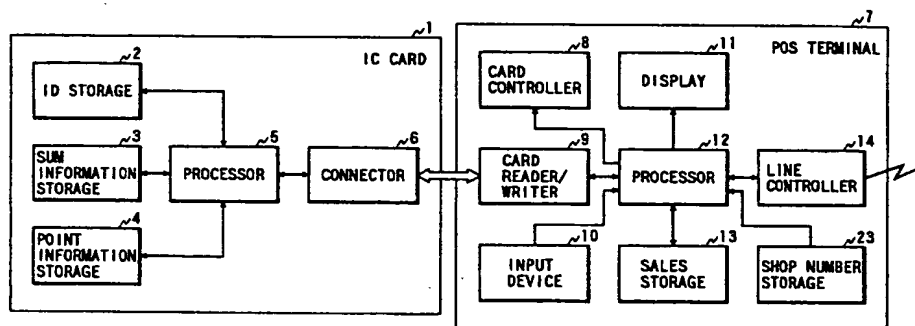 ~1
IC CARD
~2
ID STORAGE
~3
SUM
INFORMATION
STORAGE
~4
POINT
INFORMATION
STORAGE
~5
PROCESSOR
~6
CONNECTOR
~7
POS TERMINAL
~8
CARD
CONTROLLER
~11
DISPLAY
~9
CARD
READER/
WRITER
~12
PROCESSOR
~14
LINE
CONTROLLER
~10
INPUT
DEVICE
~13
SALES
STORAGE
~23
SHOP NUMBER
STORAGE